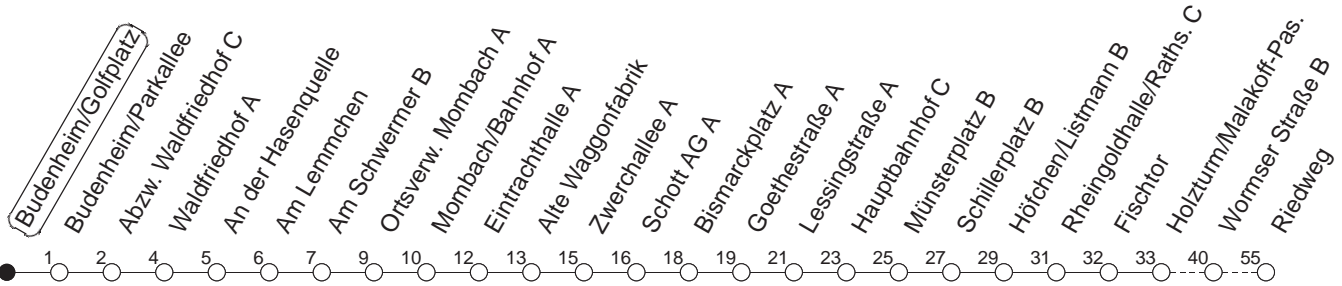 Budenheim/Golfplatz
Budenheim/Parkallee
Abzw. Waldfriedhof C
Waldfriedhof A
An der Hasenquelle
Am Lemmchen
Am Schwermer B
Ortsverw. Mombach A
Mombach/Bahnhof A
Eintrachthalle A
Alte Waggonfabrik
Zwerchallee A
Schott AG A
Bismarckplatz A
Goethestraße A
Lessingstraße A
Hauptbahnhof C
Münsterplatz B
Schillerplatz B
Höfchen/Listmann B
Rheingoldhalle/Raths. C
Fischtor
Holzturm/Malakoff-Pas.
Wormser Straße B
Riedweg
1 2 4 5 6 7 9 10 12 13 15 16 18 19 21 23 25 27 29 31 32 33 40 55